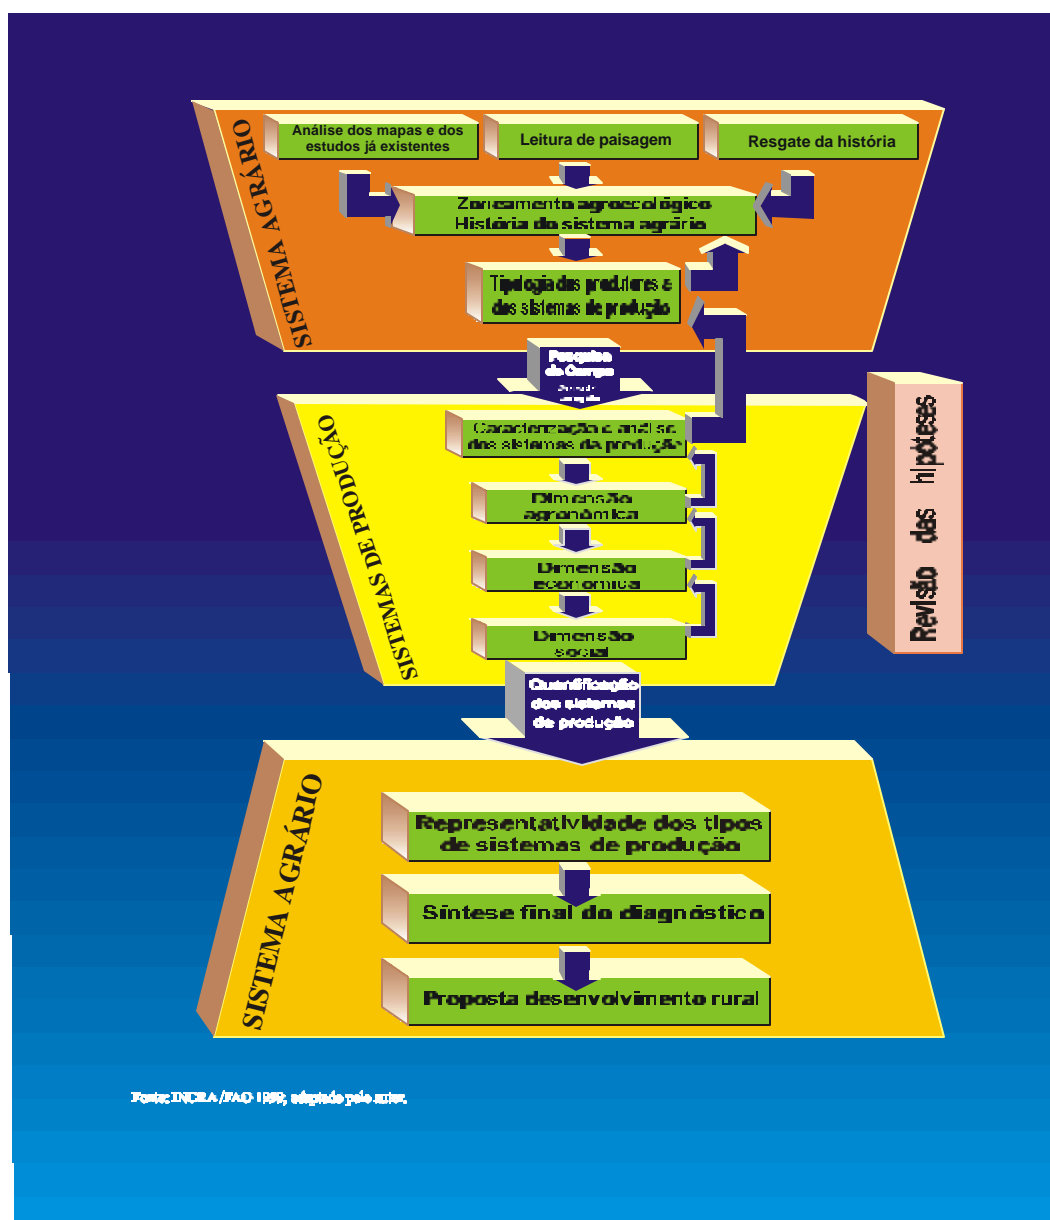 SISTEMA AGRÁRIO
Análise dos mapas e dos
estudos já existentes
Leitura de paisagem
Resgate da história
Zoneamento agroecológico
História do sistema agrário
Tipologia dos produtores e
dos sistemas de produção
Pesquisa
de Campo
SISTEMAS DE PRODUÇÃO
Caracterização e análise
dos sistemas da produção
Dimensão
agronômica
Dimensão
econômica
Dimensão
social
Revisão das hipóteses
Quantificação
dos sistemas
de produção
SISTEMA AGRÁRIO
Representatividade dos tipos
de sistemas de produção
Síntese final do diagnóstico
Proposta desenvolvimento rural
Fonte: INCRA/FAO 1999, adaptado pelo autor.